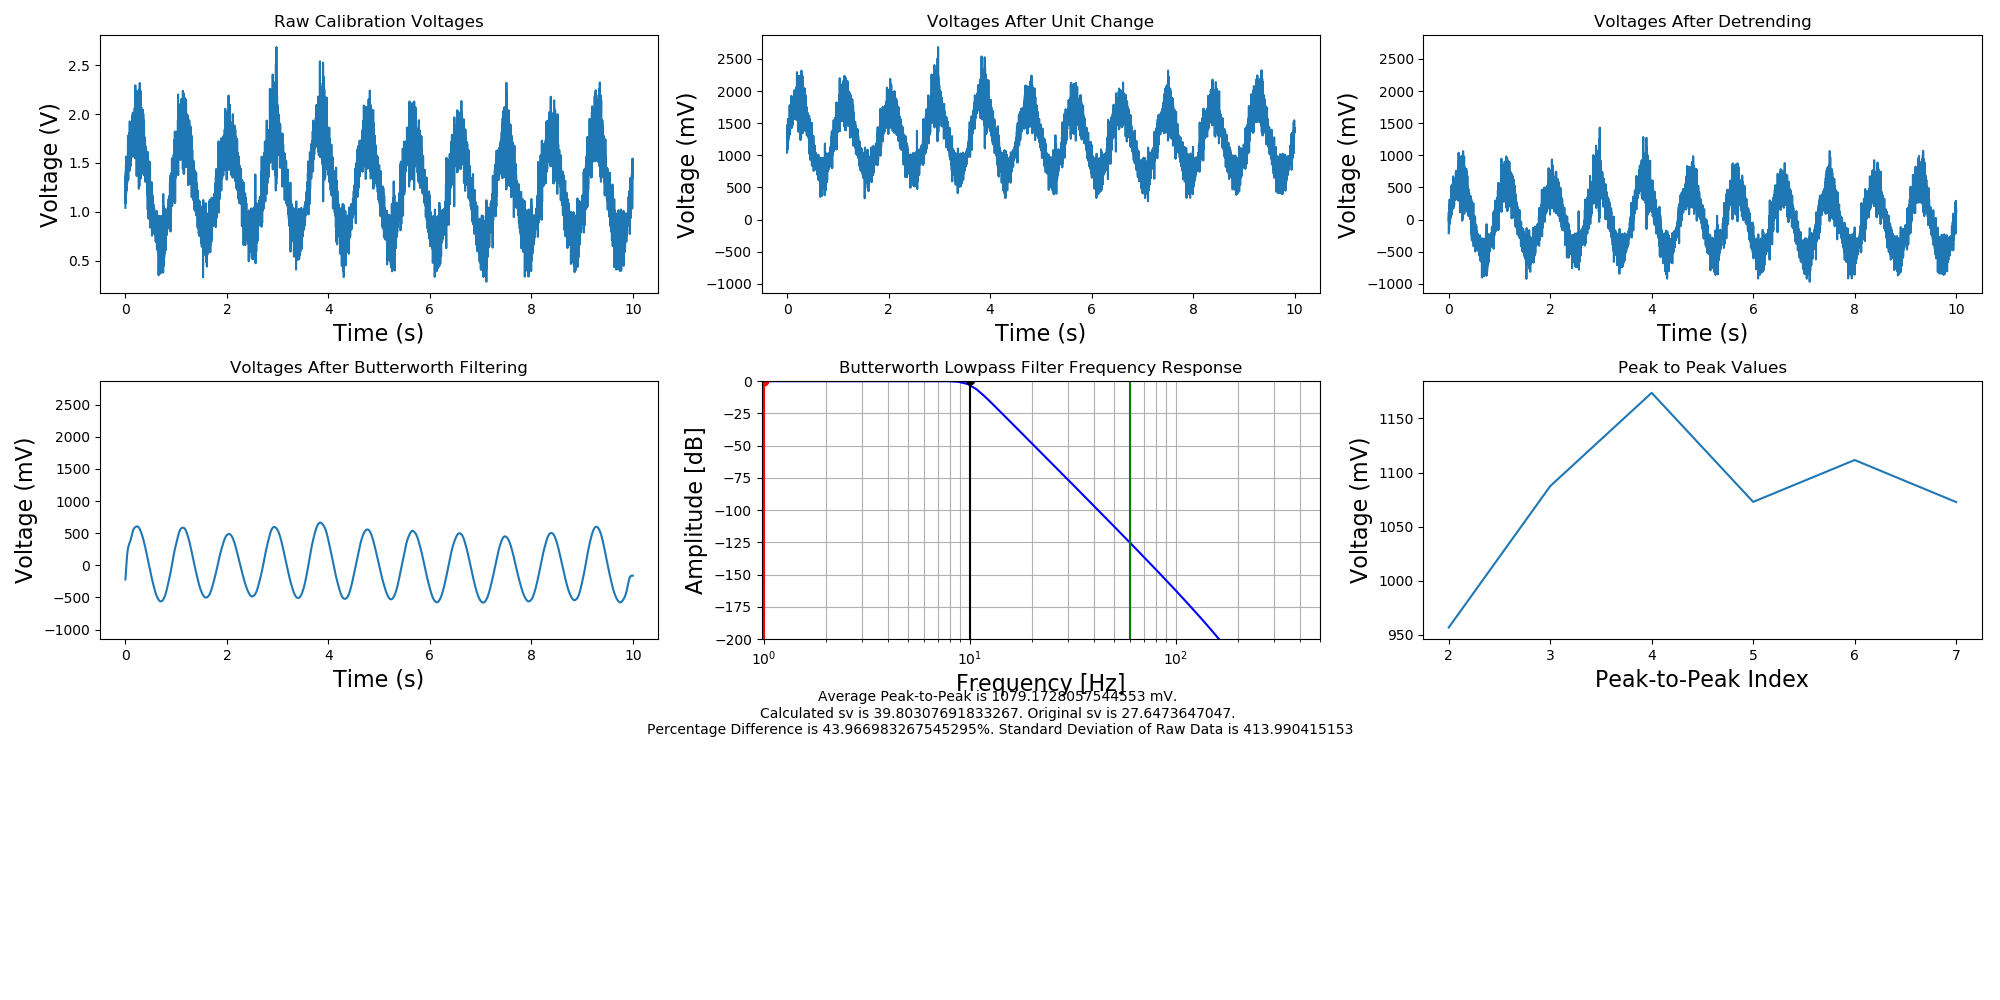 Raw Calibration Voltages
Voltage (V)
2.5
2.0
1.5
1.0
0.5
0 2 4 6 8 10
Time (s)
Voltages After Unit Change
Voltage (mV)
2500
2000
1500
1000
500
0
−500
−1000
0 2 4 6 8 10
Time (s)
Voltages After Detrending
Voltage (mV)
2500
2000
1500
1000
500
0
−500
−1000
0 2 4 6 8 10
Time (s)
Voltages After Butterworth Filtering
Voltage (mV)
2500
2000
1500
1000
500
0
−500
−1000
0 2 4 6 8 10
Time (s)
Butterworth Lowpass Filter Frequency Response
Amplitude [dB]
0
−25
−50
−75
−100
−125
−150
−175
−200
10⁰ 10¹ 10²
Frequency [Hz]
Peak to Peak Values
Voltage (mV)
1150
1100
1050
1000
950
2 3 4 5 6 7
Peak-to-Peak Index
Average Peak-to-Peak is 1079.1728057544553 mV.
Calculated sv is 39.80307691833267. Original sv is 27.6473647047.
Percentage Difference is 43.966983267545295%. Standard Deviation of Raw Data is 413.990415153